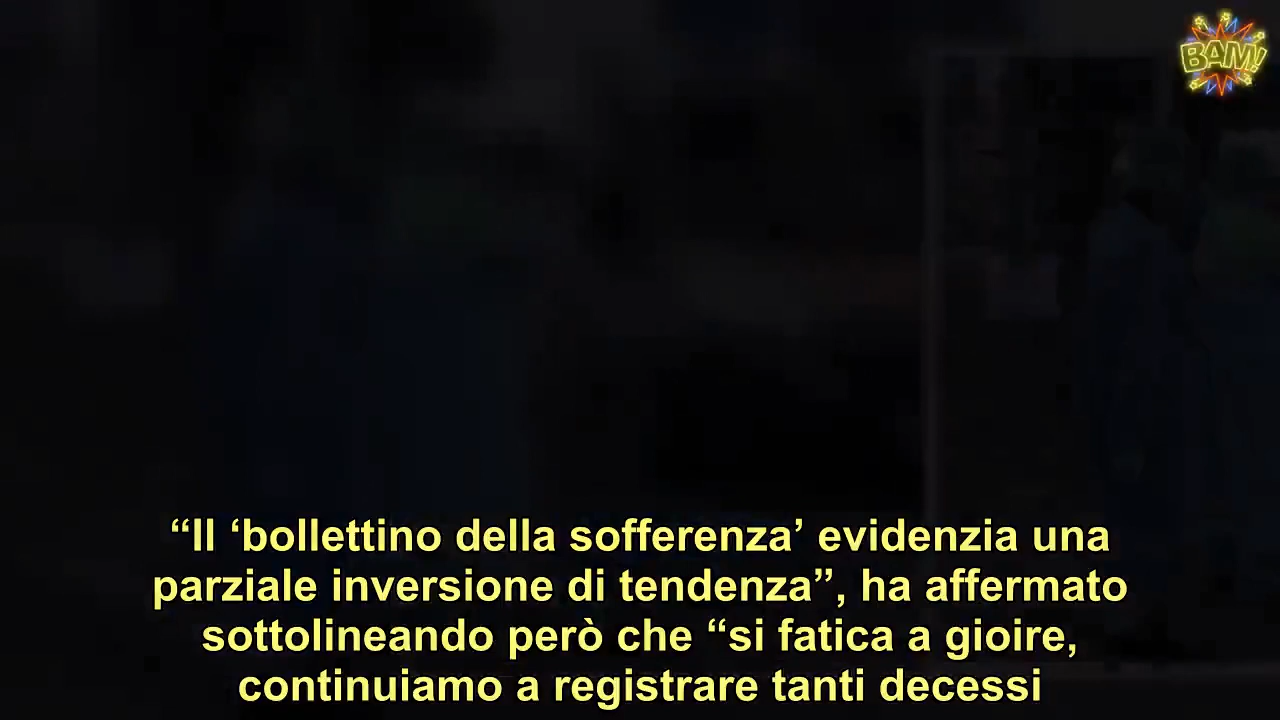 BAM!
“Il ‘bollettino della sofferenza’ evidenzia una
parziale inversione di tendenza”, ha affermato
sottolineando però che “si fatica a gioire,
continuiamo a registrare tanti decessi